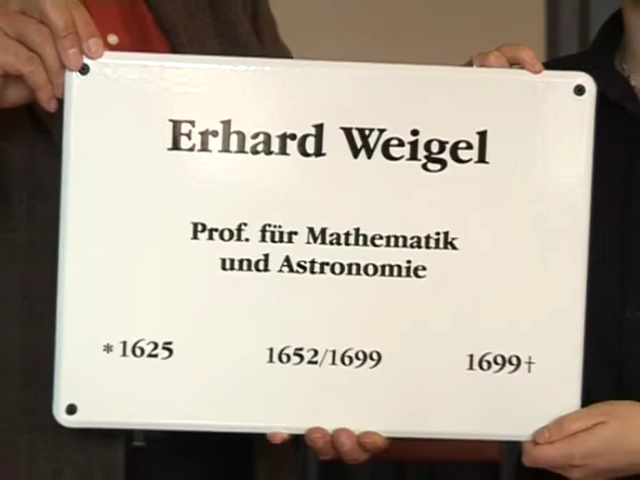 Erhard Weigel
Prof. für Mathematik
und Astronomie
*1625 1652/1699 1699†